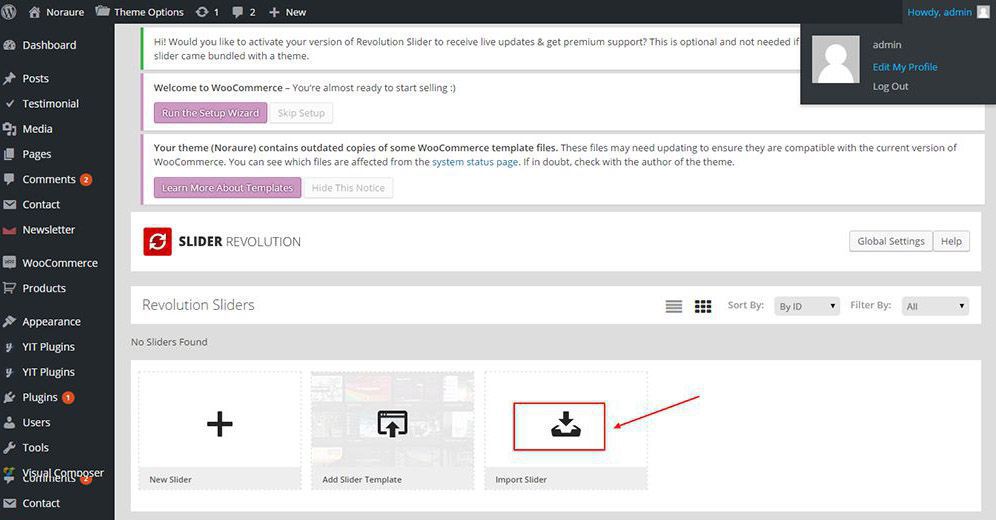 Noraure
Theme Options
1
2
New
Howdy, admin
admin
Edit My Profile
Log Out
Dashboard
Posts
Testimonial
Media
Pages
Comments 2
Contact
Newsletter
WooCommerce
Products
Appearance
YIT Plugins
YIT Plugins
Plugins 1
Users
Tools
Visual Composer
Comments 2
Contact
Hi! Would you like to activate your version of Revolution Slider to receive live updates & get premium support? This is optional and not needed if
slider came bundled with a theme.
Welcome to WooCommerce – You're almost ready to start selling :)
Run the Setup Wizard
Skip Setup
Your theme (Noraure) contains outdated copies of some WooCommerce template files. These files may need updating to ensure they are compatible with the current version of
WooCommerce. You can see which files are affected from the system status page. If in doubt, check with the author of the theme.
Learn More About Templates
Hide This Notice
SLIDER REVOLUTION
Global Settings
Help
Revolution Sliders
Sort By:
By ID
Filter By:
All
No Sliders Found
New Slider
Add Slider Template
Import Slider